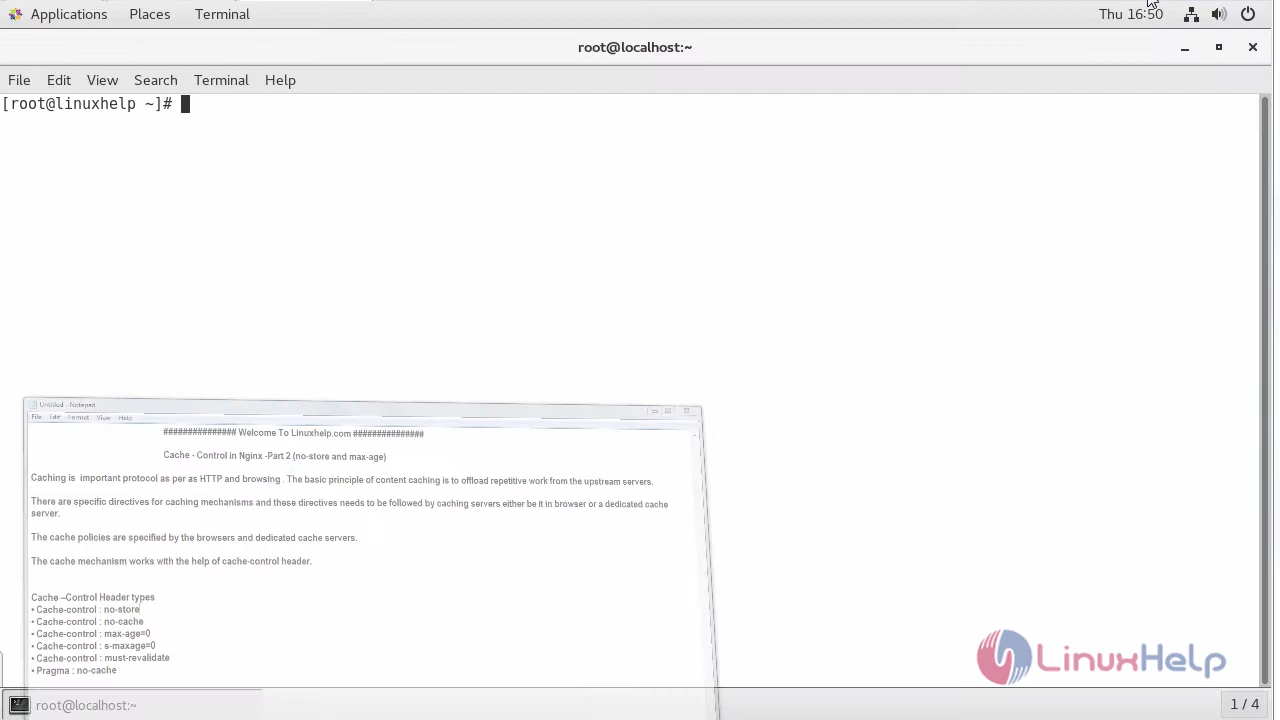 Applications Places Terminal Thu 16:50
root@localhost:~
File Edit View Search Terminal Help
[root@linuxhelp ~]#
Untitled - Notepad
File Edit Format View Help
############### Welcome To Linuxhelp.com ###############
Cache - Control in Nginx -Part 2 (no-store and max-age)
Caching is important protocol as per as HTTP and browsing . The basic principle of content caching is to offload repetitive work from the upstream servers.
There are specific directives for caching mechanisms and these directives needs to be followed by caching servers either be it in browser or a dedicated cache
server.
The cache policies are specified by the browsers and dedicated cache servers.
The cache mechanism works with the help of cache-control header.
Cache –Control Header types
• Cache-control : no-store
• Cache-control : no-cache
• Cache-control : max-age=0
• Cache-control : s-maxage=0
• Cache-control : must-revalidate
• Pragma : no-cache
LinuxHelp
root@localhost:~ 1 / 4